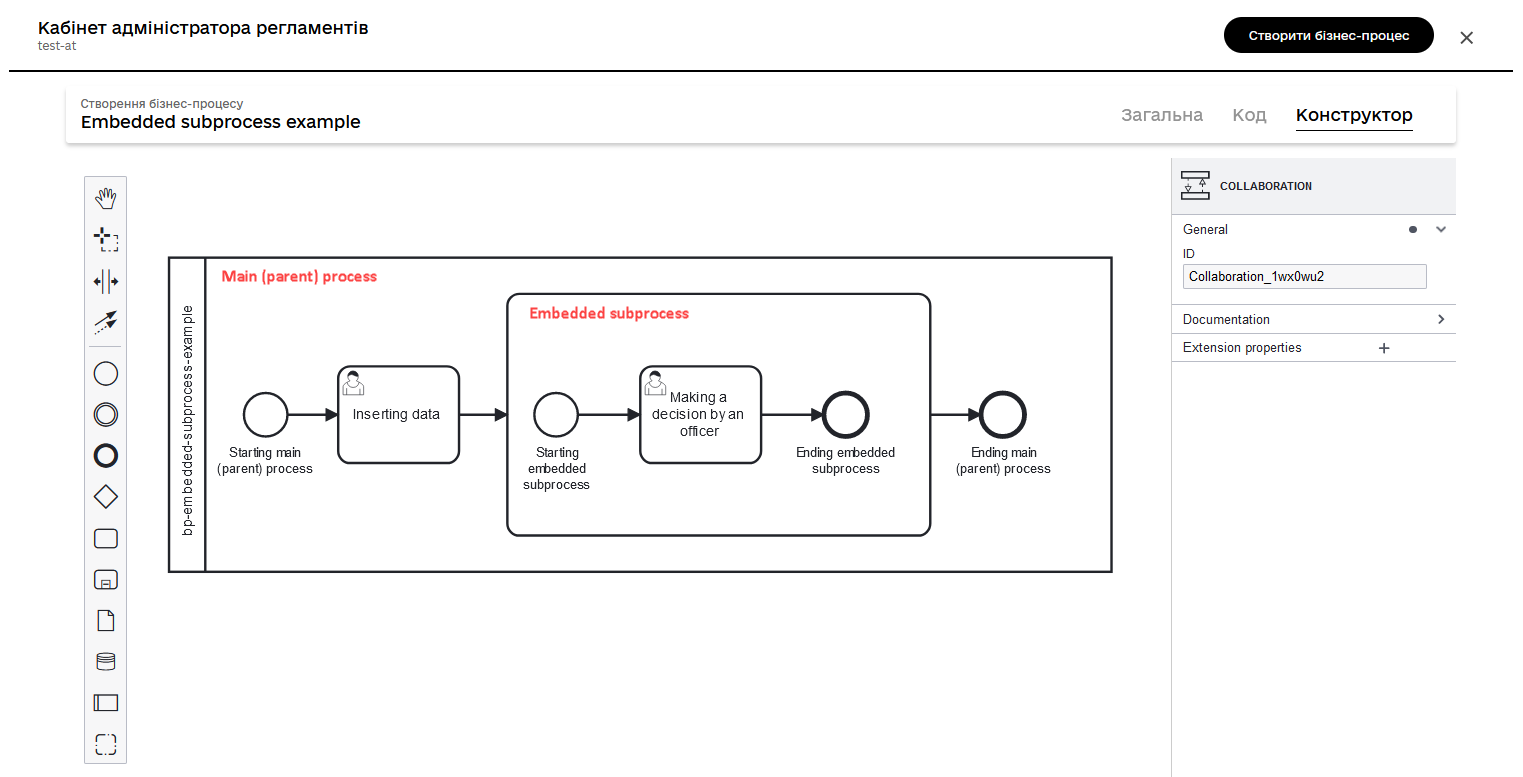 Кабінет адміністратора регламентів
test-at
Створити бізнес-процес
Створення бізнес-процесу
Embedded subprocess example
Загальна
Код
Конструктор
COLLABORATION
General
ID
Collaboration_1wx0wu2
Documentation
Extension properties
bp-embedded-subprocess-example
Main (parent) process
Embedded subprocess
Starting main
(parent) process
Inserting data
Starting
embedded
subprocess
Making a
decision by an
officer
Ending embedded
subprocess
Ending main
(parent) process